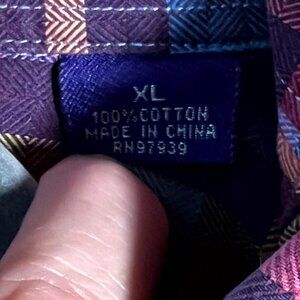 XL
100% COTTON
MADE IN CHINA
RN97939